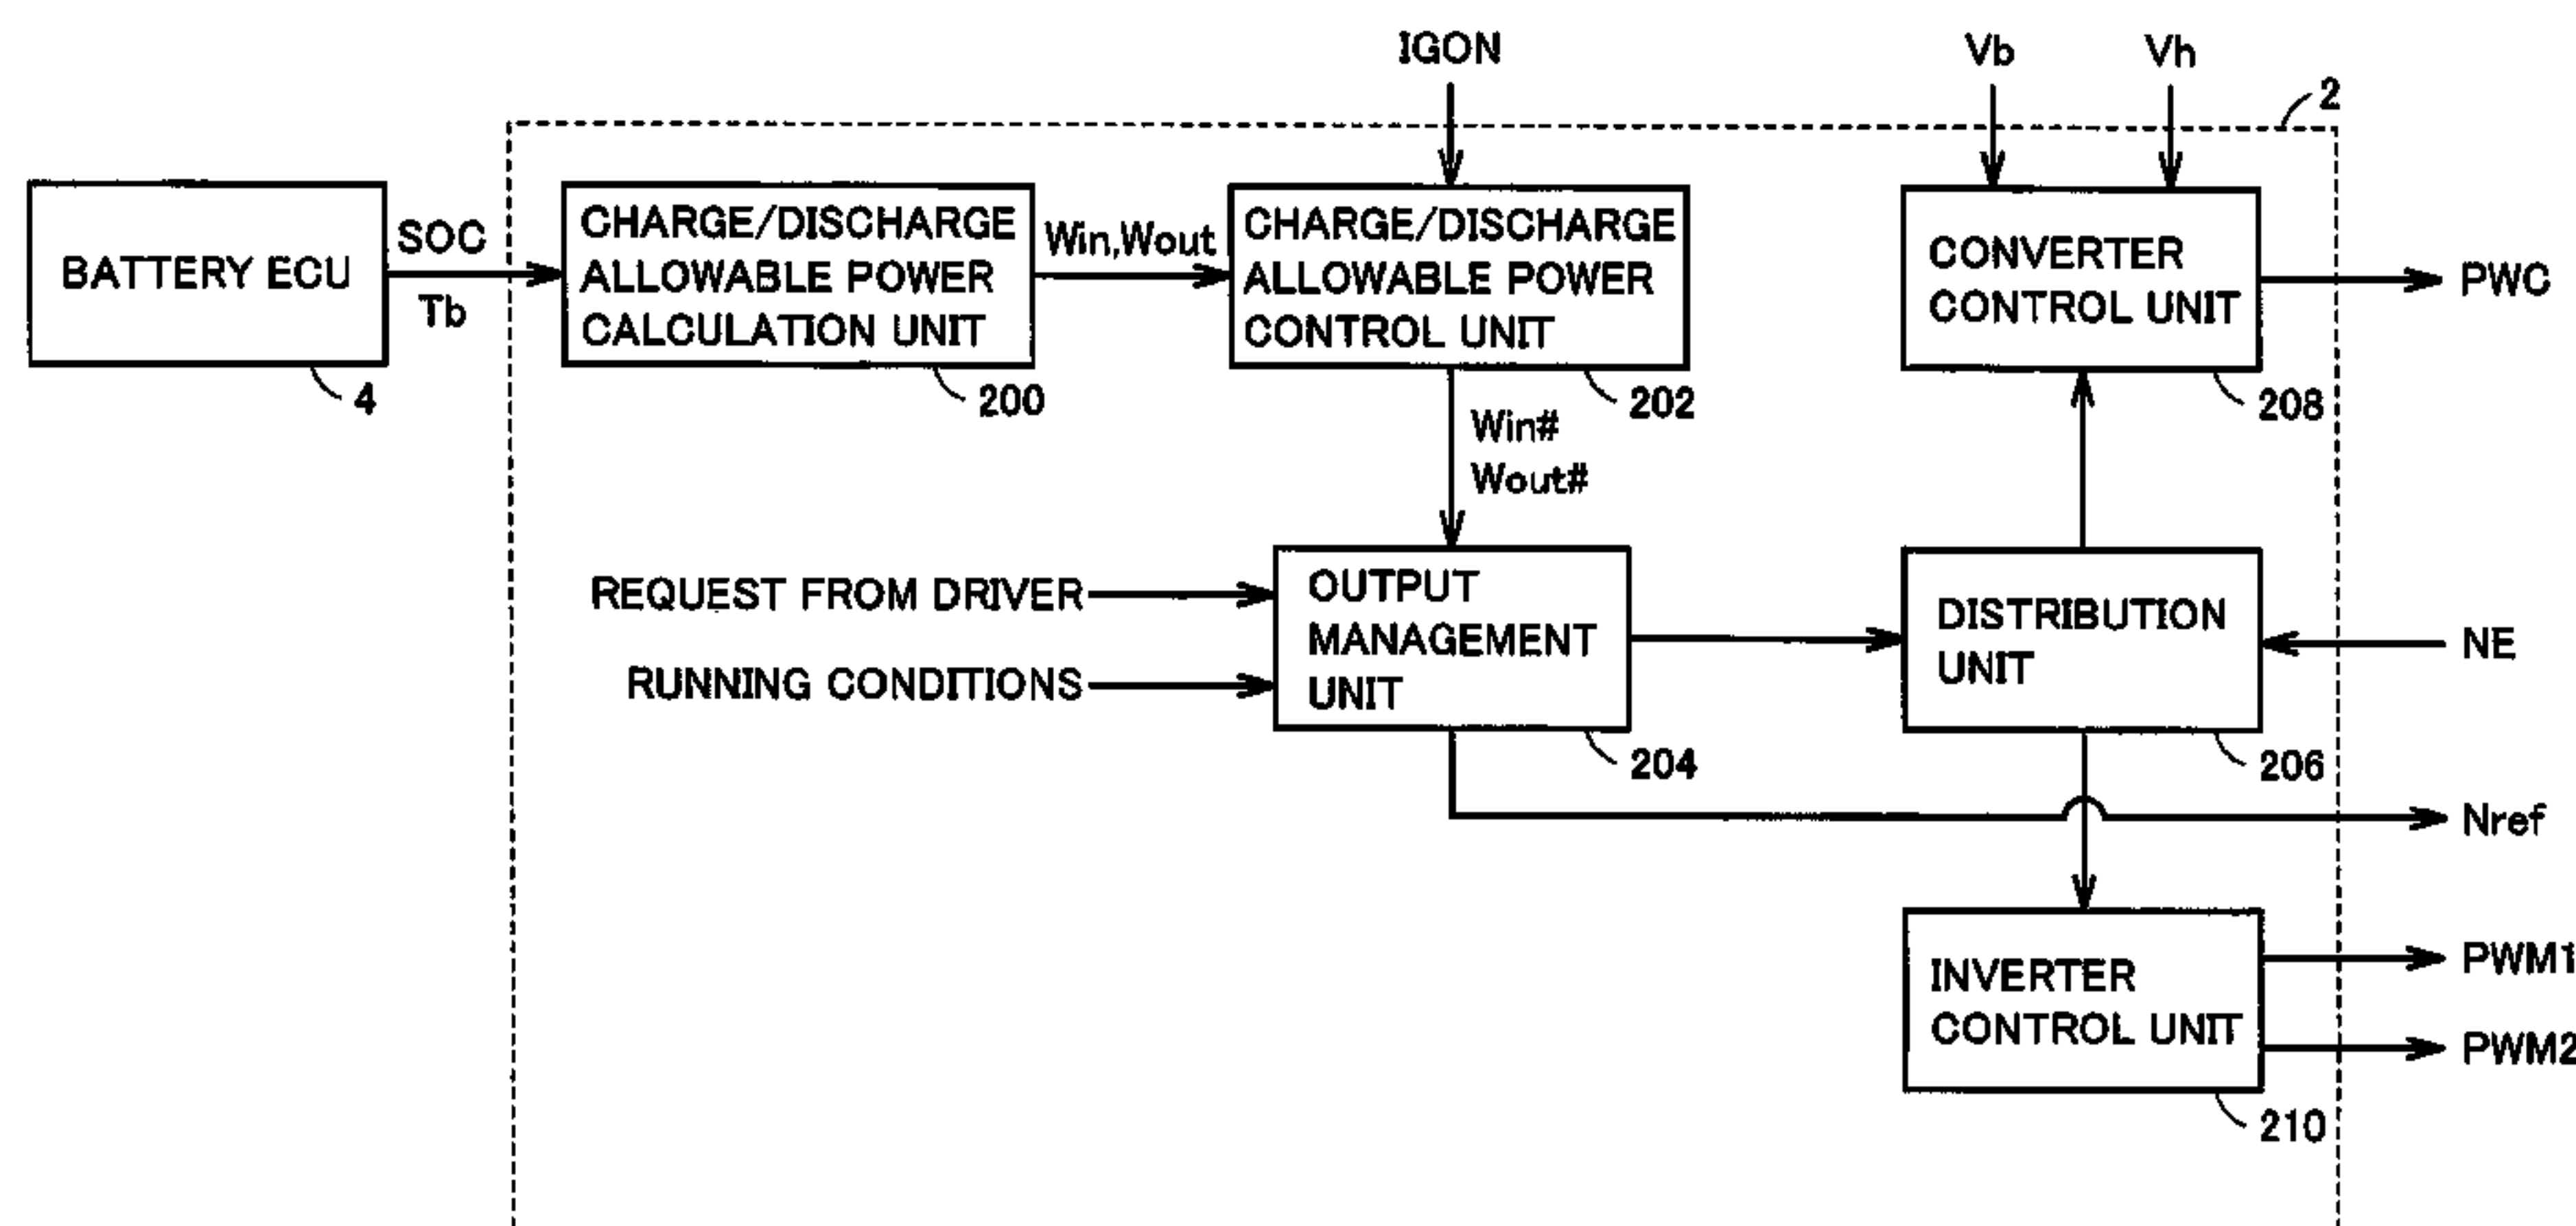 IGON
Vb
Vh
2
BATTERY ECU
4
SOC
Tb
CHARGE/DISCHARGE
ALLOWABLE POWER
CALCULATION UNIT
200
Win,Wout
CHARGE/DISCHARGE
ALLOWABLE POWER
CONTROL UNIT
202
CONVERTER
CONTROL UNIT
208
PWC
Win#
Wout#
REQUEST FROM DRIVER
RUNNING CONDITIONS
OUTPUT
MANAGEMENT
UNIT
204
DISTRIBUTION
UNIT
206
NE
Nref
INVERTER
CONTROL UNIT
210
PWM1
PWM2